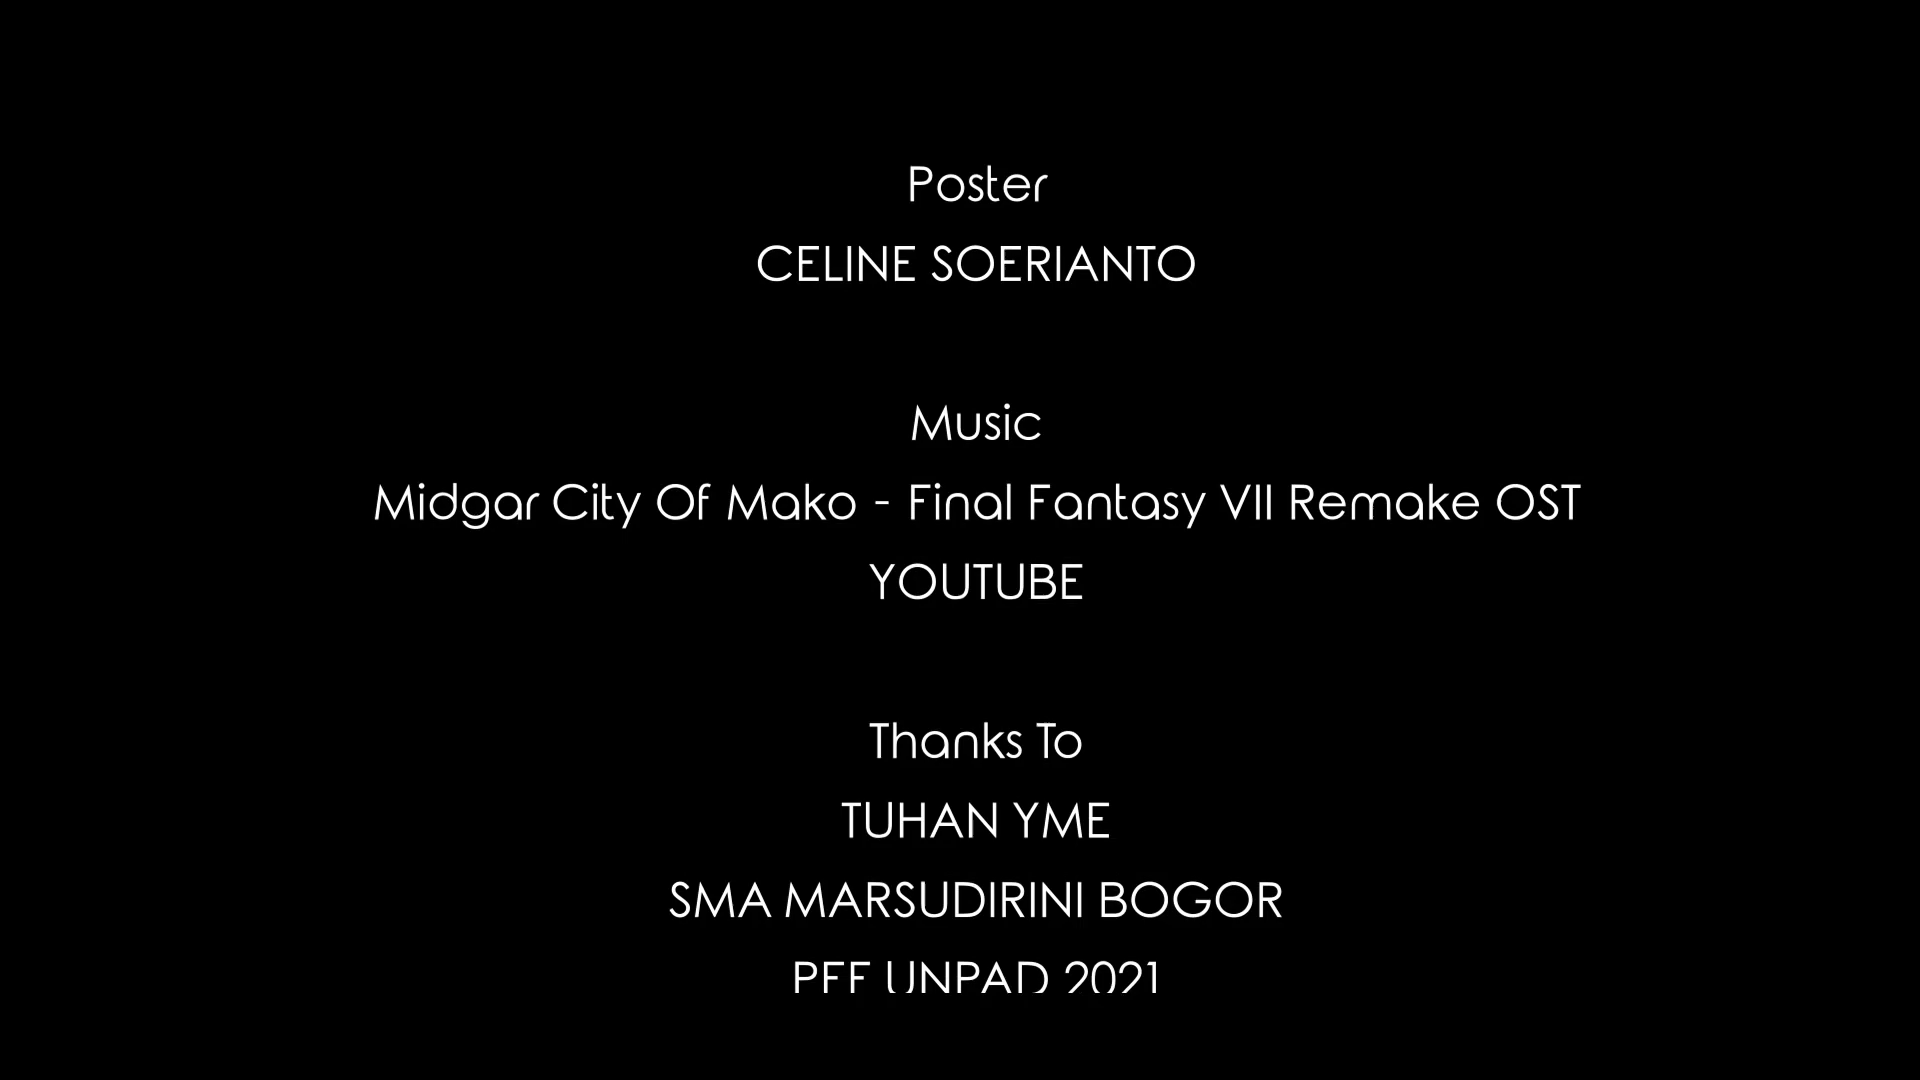 Poster
CELINE SOERIANTO
Music
Midgar City Of Mako - Final Fantasy VII Remake OST
YOUTUBE
Thanks To
TUHAN YME
SMA MARSUDIRINI BOGOR
PFF UNPAD 2021